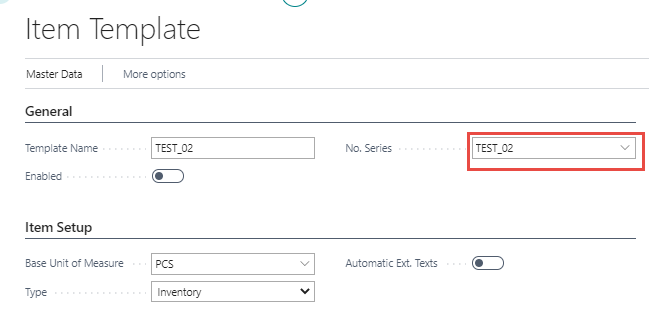 Item Template
Master Data More options
General
Template Name TEST_02 No. Series TEST_02
Enabled
Item Setup
Base Unit of Measure PCS Automatic Ext. Texts
Type Inventory